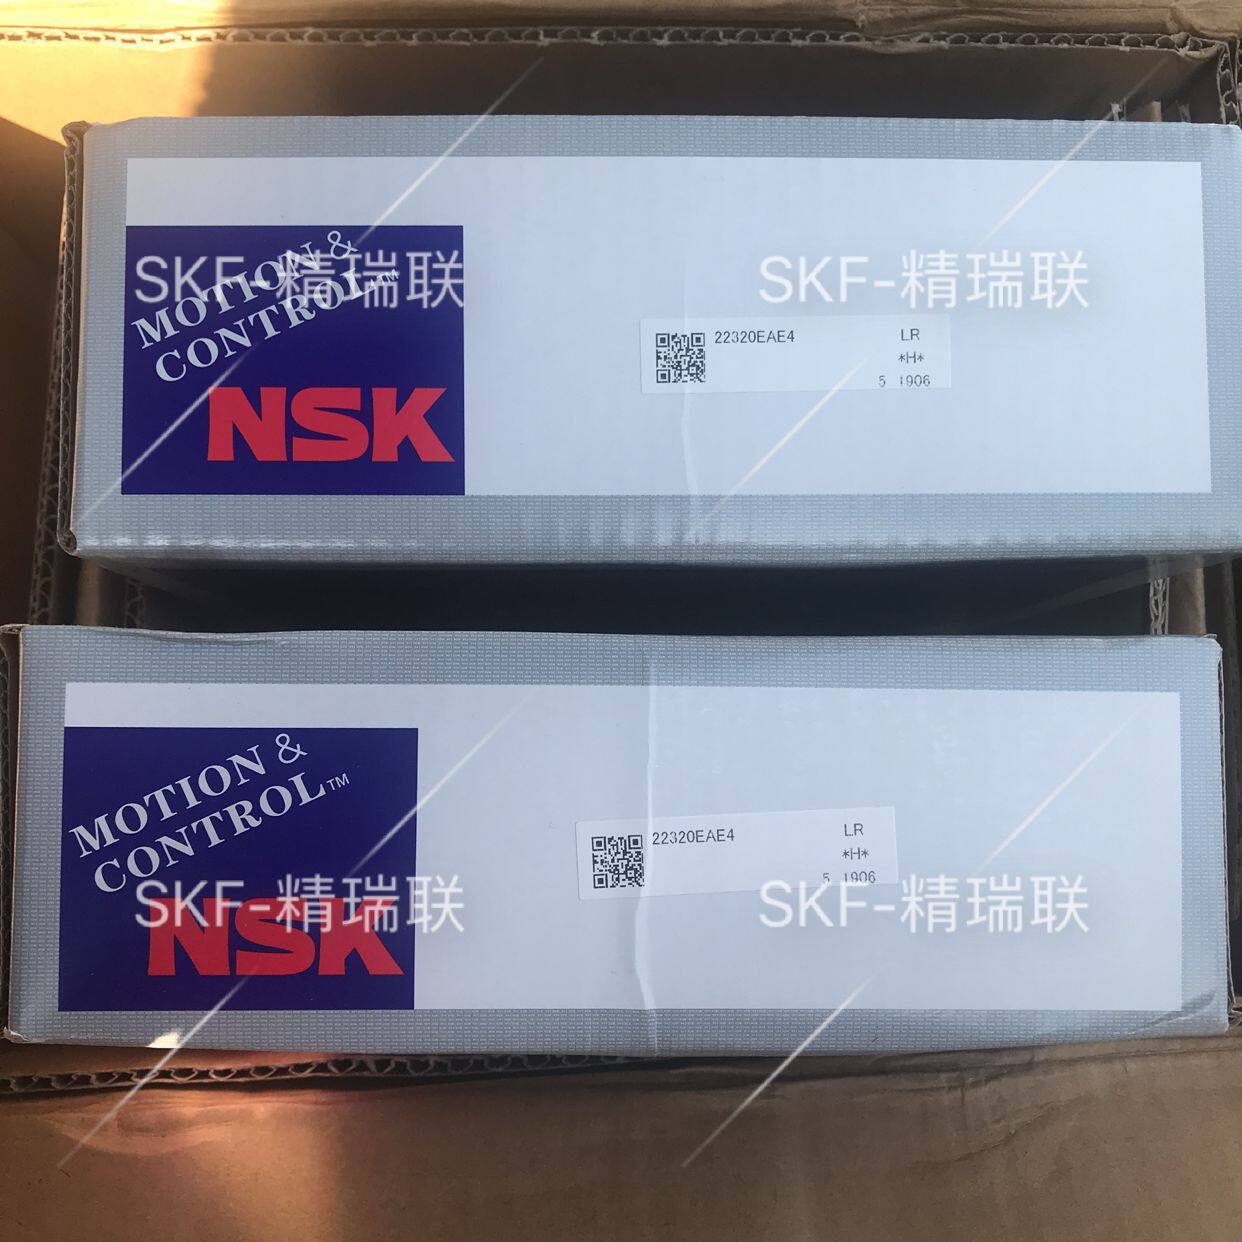 MOTION &
CONTROL™
NSK
SKF-精瑞联
SKF-精瑞联
22320EAE4 LR
*H*
5 1906
MOTION &
CONTROL™
NSK
SKF-精瑞联
SKF-精瑞联
22320EAE4 LR
*H*
5 1906